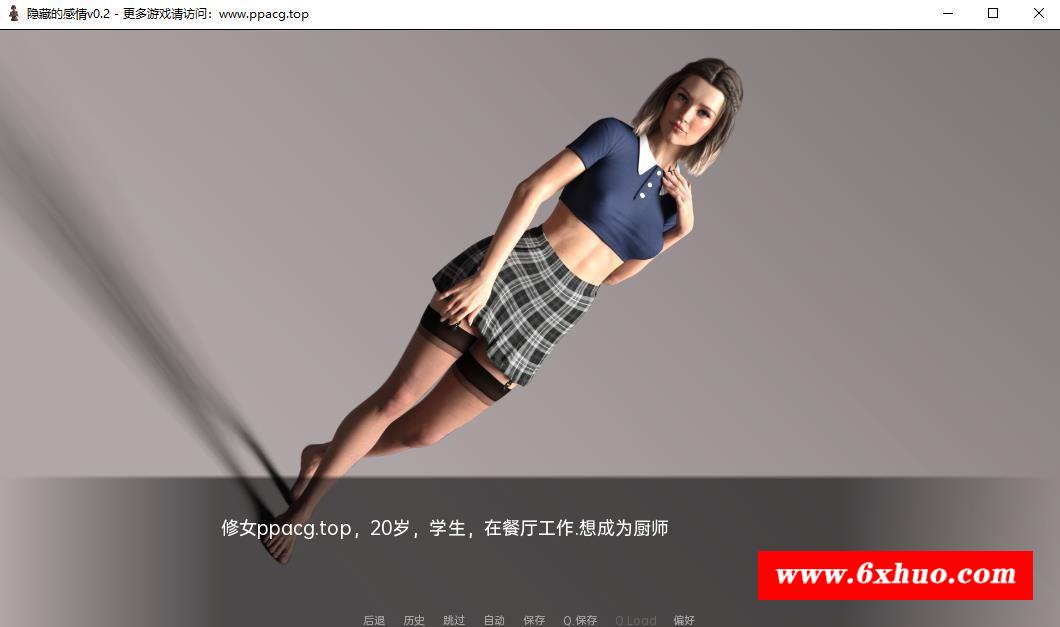 隐藏的感情v0.2 - 更多游戏请访问：www.ppacg.top
修女ppacg.top，20岁，学生，在餐厅工作.想成为厨师
www.6xhuo.com
后退 历史 跳过 自动 保存 Q.保存 Q.Load 偏好